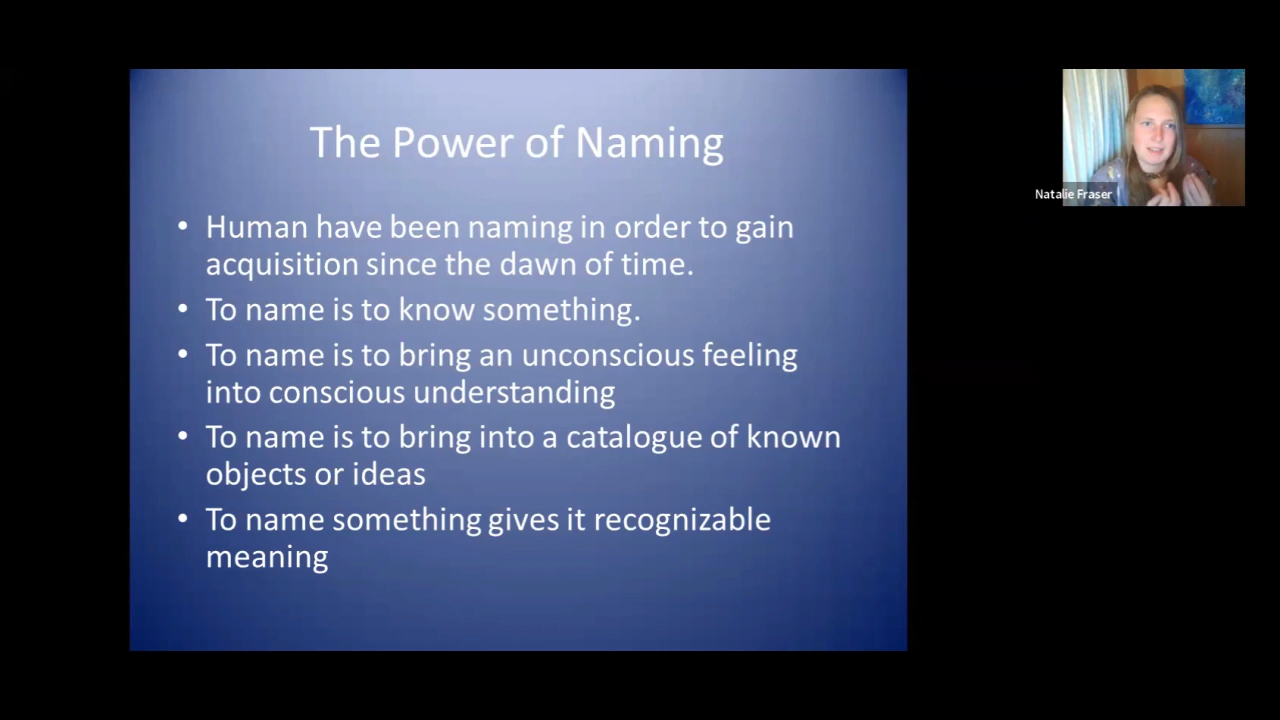 The Power of Naming
• Human have been naming in order to gain
acquisition since the dawn of time.
• To name is to know something.
• To name is to bring an unconscious feeling
into conscious understanding
• To name is to bring into a catalogue of known
objects or ideas
• To name something gives it recognizable
meaning
Natalie Fraser